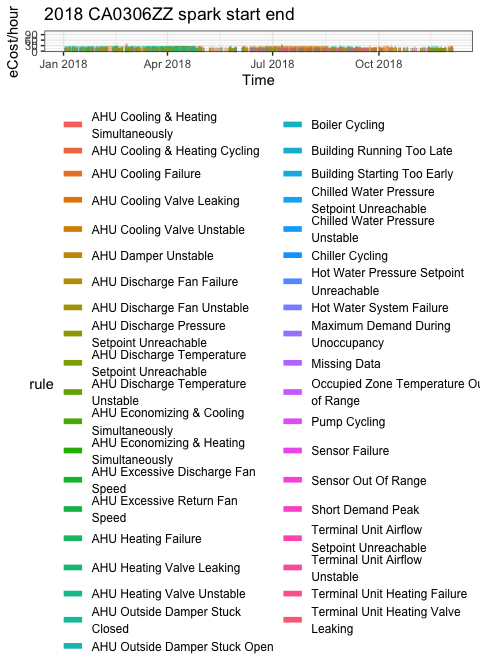 2018 CA0306ZZ spark start end
eCost/hour
90
60
30
0
Jan 2018
Apr 2018
Jul 2018
Oct 2018
Time
rule
AHU Cooling & Heating
Simultaneously
AHU Cooling & Heating Cycling
AHU Cooling Failure
AHU Cooling Valve Leaking
AHU Cooling Valve Unstable
AHU Damper Unstable
AHU Discharge Fan Failure
AHU Discharge Fan Unstable
AHU Discharge Pressure
Setpoint Unreachable
AHU Discharge Temperature
Setpoint Unreachable
AHU Discharge Temperature
Unstable
AHU Economizing & Cooling
Simultaneously
AHU Economizing & Heating
Simultaneously
AHU Excessive Discharge Fan
Speed
AHU Excessive Return Fan
Speed
AHU Heating Failure
AHU Heating Valve Leaking
AHU Heating Valve Unstable
AHU Outside Damper Stuck
Closed
AHU Outside Damper Stuck Open
Boiler Cycling
Building Running Too Late
Building Starting Too Early
Chilled Water Pressure
Setpoint Unreachable
Chilled Water Pressure
Unstable
Chiller Cycling
Hot Water Pressure Setpoint
Unreachable
Hot Water System Failure
Maximum Demand During
Unoccupancy
Missing Data
Occupied Zone Temperature Ou
of Range
Pump Cycling
Sensor Failure
Sensor Out Of Range
Short Demand Peak
Terminal Unit Airflow
Setpoint Unreachable
Terminal Unit Airflow
Unstable
Terminal Unit Heating Failure
Terminal Unit Heating Valve
Leaking